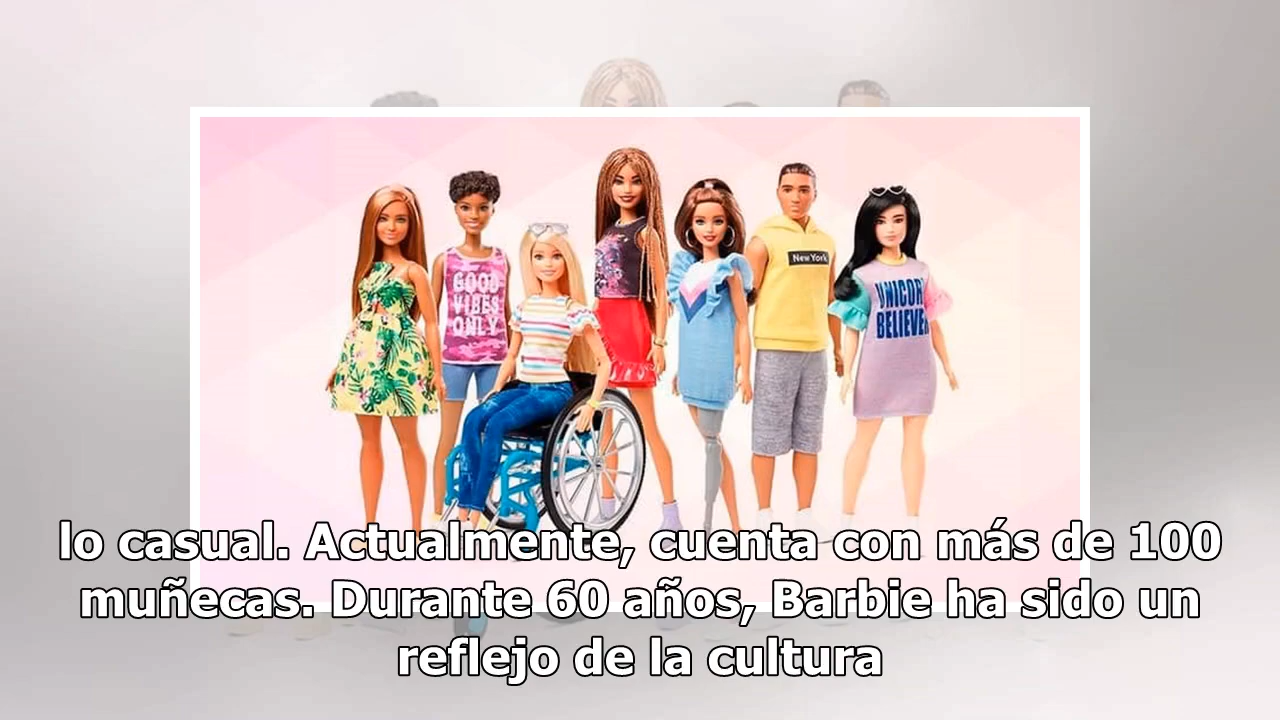 GOOD
VIBES
ONLY
New York
UNICOR
BELIEVER
lo casual. Actualmente, cuenta con más de 100
muñecas. Durante 60 años, Barbie ha sido un
reflejo de la cultura